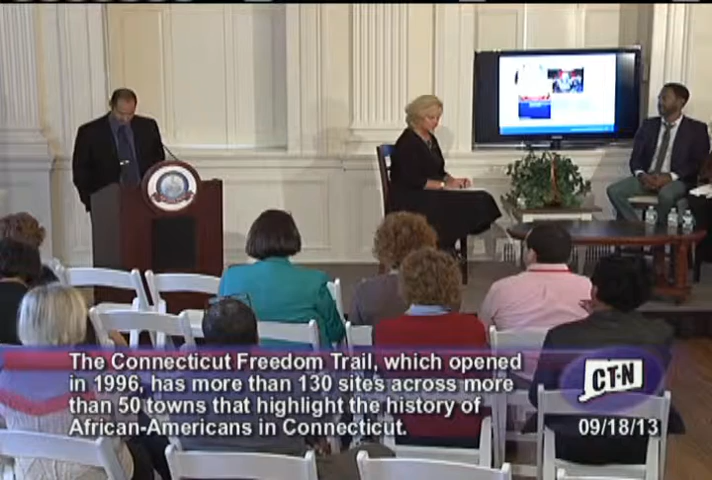 The Connecticut Freedom Trail, which opened
in 1996, has more than 130 sites across more
than 50 towns that highlight the history of
African-Americans in Connecticut.
CT-N
09/18/13